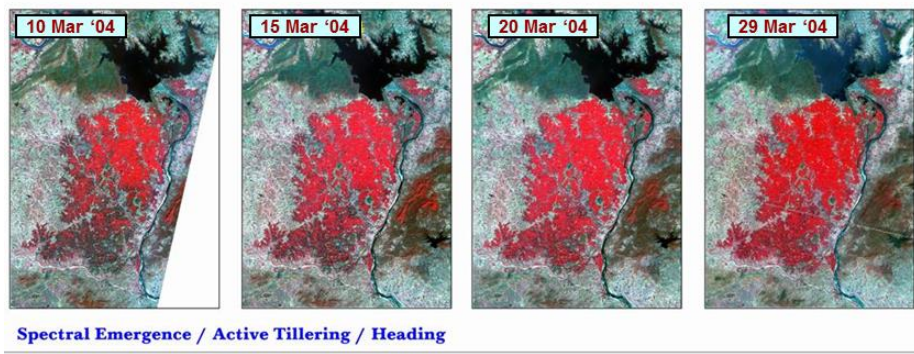 10 Mar ‘04
15 Mar ‘04
20 Mar ‘04
29 Mar ‘04
Spectral Emergence / Active Tillering / Heading